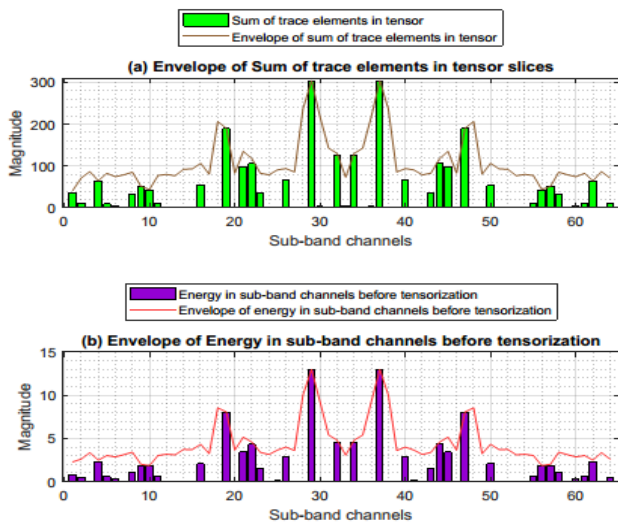 Sum of trace elements in tensor
Envelope of sum of trace elements in tensor
(a) Envelope of Sum of trace elements in tensor slices
Magnitude
300
200
100
0
0 10 20 30 40 50 60
Sub-band channels
Energy in sub-band channels before tensorization
Envelope of energy in sub-band channels before tensorization
(b) Envelope of Energy in sub-band channels before tensorization
Magnitude
15
10
5
0
0 10 20 30 40 50 60
Sub-band channels